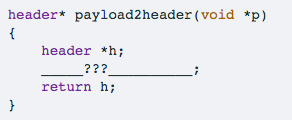 header* payload2header(void *p)
{
header *h;
_____???__________;
return h;
}